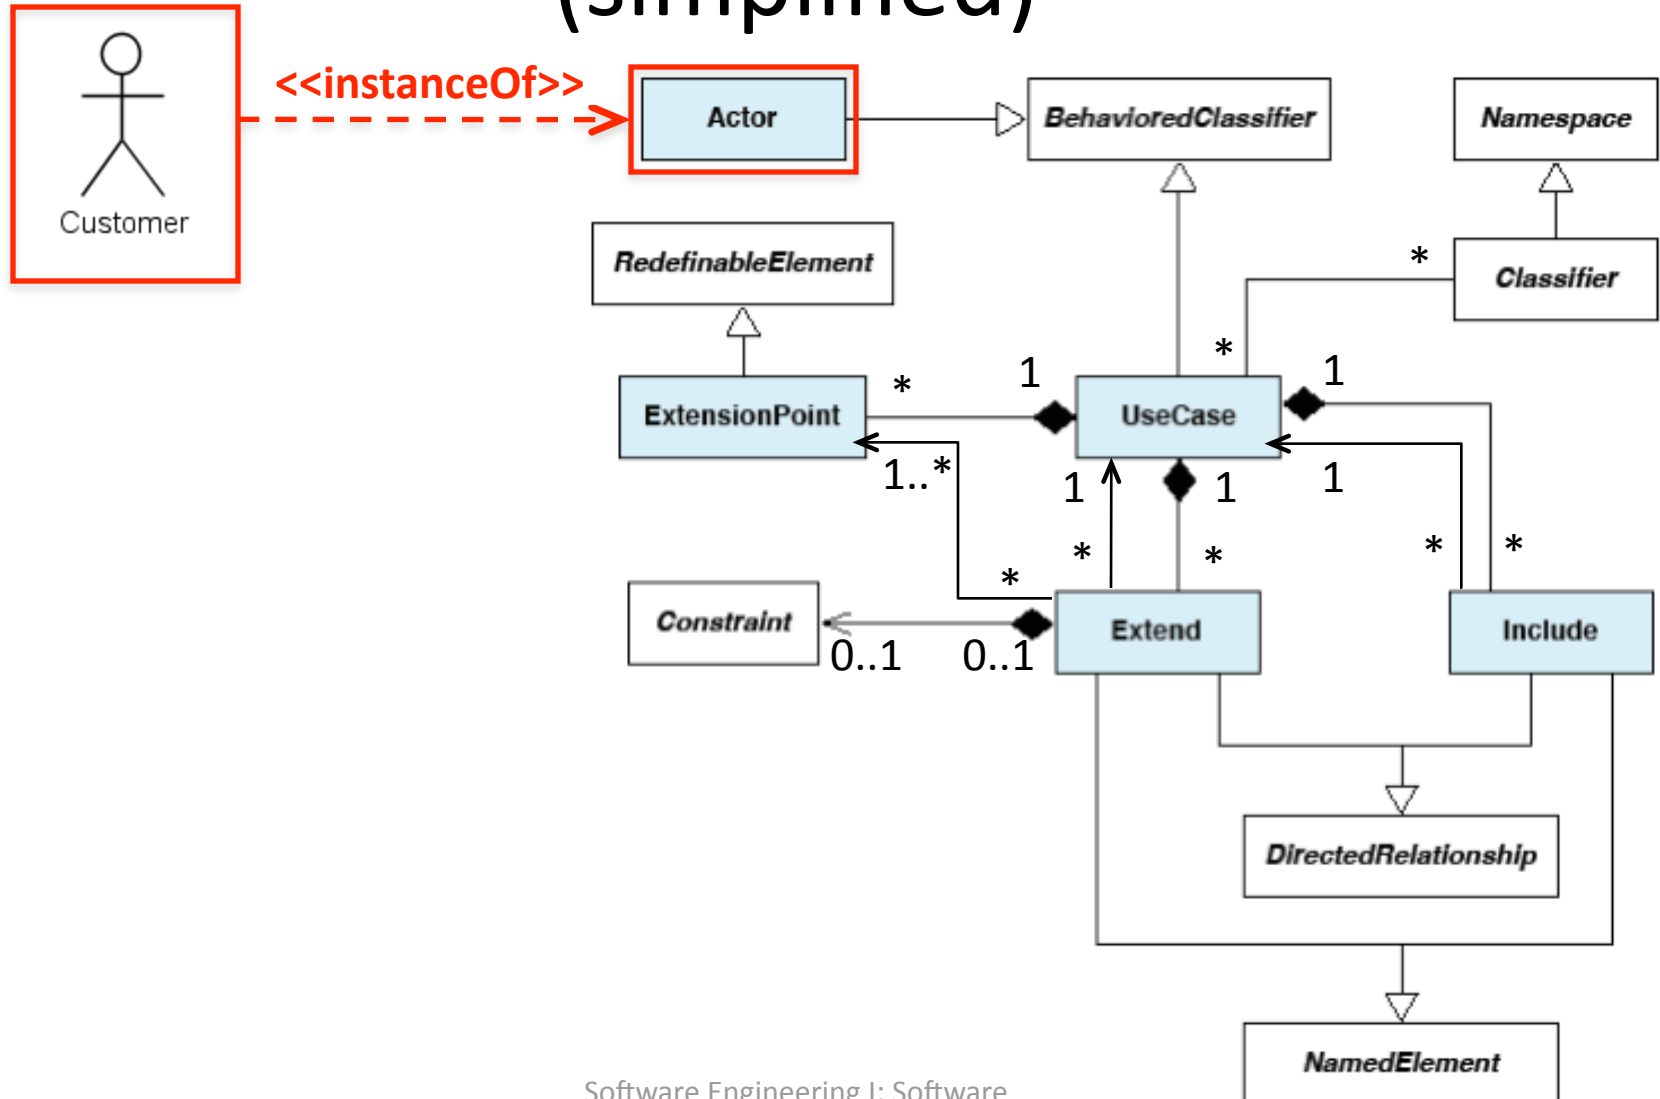 (simplified)
<<instanceOf>>
Actor
BehavioredClassifier
Namespace
Customer
RedefinableElement
*
Classifier
*
1
*
1
ExtensionPoint
UseCase
1..*
1
1
1
*
*
*
*
*
Constraint
0..1
0..1
Extend
Include
DirectedRelationship
NamedElement
Software Engineering I: Software